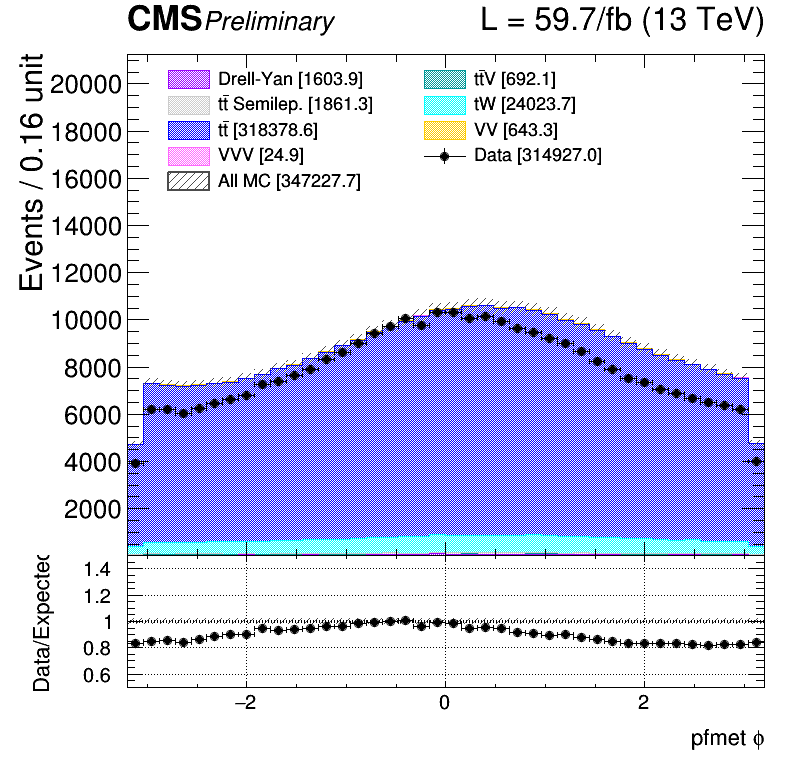 CMS Preliminary L = 59.7/fb (13 TeV)
Events / 0.16 unit
20000
18000
16000
14000
12000
10000
8000
6000
4000
2000
Drell-Yan [1603.9]
tt̄ Semilep. [1861.3]
tt̄ [318378.6]
VVV [24.9]
All MC [347227.7]
tt̄V [692.1]
tW [24023.7]
VV [643.3]
Data [314927.0]
Data/Expected
1.4
1.2
1
0.8
0.6
−2 0 2
pfmet ϕ